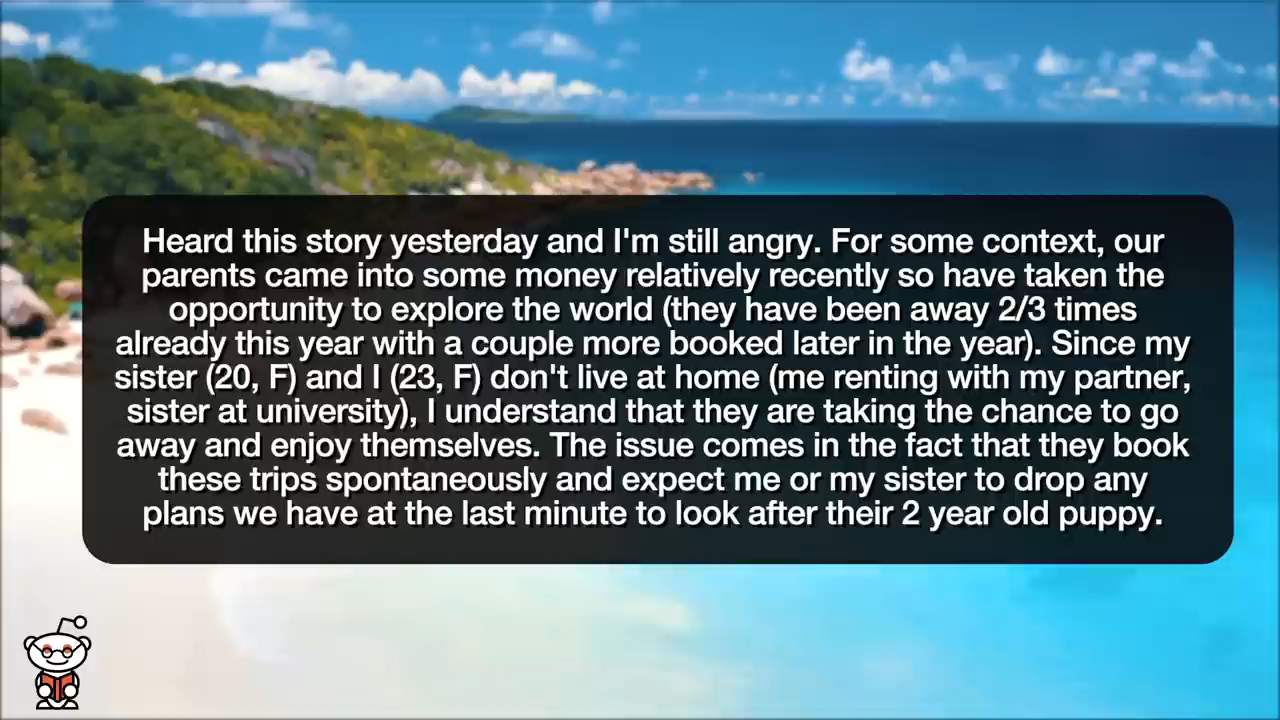 Heard this story yesterday and I'm still angry. For some context, our
parents came into some money relatively recently so have taken the
opportunity to explore the world (they have been away 2/3 times
already this year with a couple more booked later in the year). Since my
sister (20, F) and I (23, F) don't live at home (me renting with my partner,
sister at university), I understand that they are taking the chance to go
away and enjoy themselves. The issue comes in the fact that they book
these trips spontaneously and expect me or my sister to drop any
plans we have at the last minute to look after their 2 year old puppy.